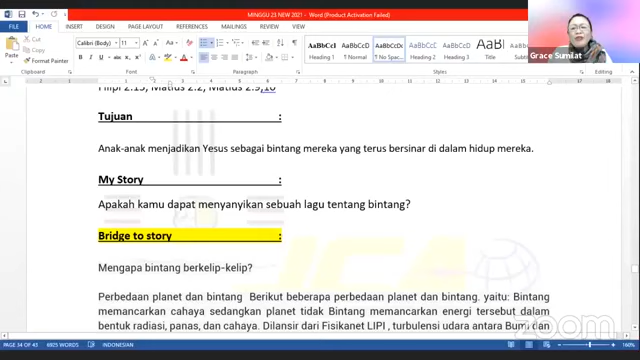 MINGGU 23 NEW 2021 - Word (Product Activation Failed)
FILE HOME INSERT DESIGN PAGE LAYOUT REFERENCES MAILINGS REVIEW VIEW
Calibri (Body) 11
Paste
Cut
Copy
Format Painter
Clipboard Font Paragraph
AaBbCcI AaBbCcDc AaBbCcDc AaBbCcI AaBbCcD AaBbCcD AaBl
Heading 1 ¶ Normal ¶ No Spac... Heading 2 Heading 3 Title
Grace Sumilat
Filipi 2:15, Matius 2:2, Matius 2:9,10
Tujuan :
Anak-anak menjadikan Yesus sebagai bintang mereka yang terus bersinar di dalam hidup mereka.
My Story :
Apakah kamu dapat menyanyikan sebuah lagu tentang bintang?
Bridge to story :
Mengapa bintang berkelip-kelip?
Perbedaan planet dan bintang Berikut beberapa perbedaan planet dan bintang. yaitu: Bintang
memancarkan cahaya sedangkan planet tidak Bintang memancarkan energi tersebut dalam
bentuk radiasi, panas, dan cahaya. Dilansir dari Fisikanet LIPI , turbulensi udara antara Bumi dan
JCA
zoom
PAGE 34 OF 43 6925 WORDS INDONESIAN
160%